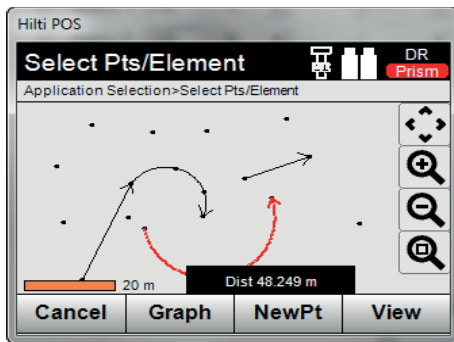 Hilti POS
Select Pts/Element
DR
Prism
Application Selection>Select Pts/Element
20 m
Dist 48.249 m
Cancel
Graph
NewPt
View